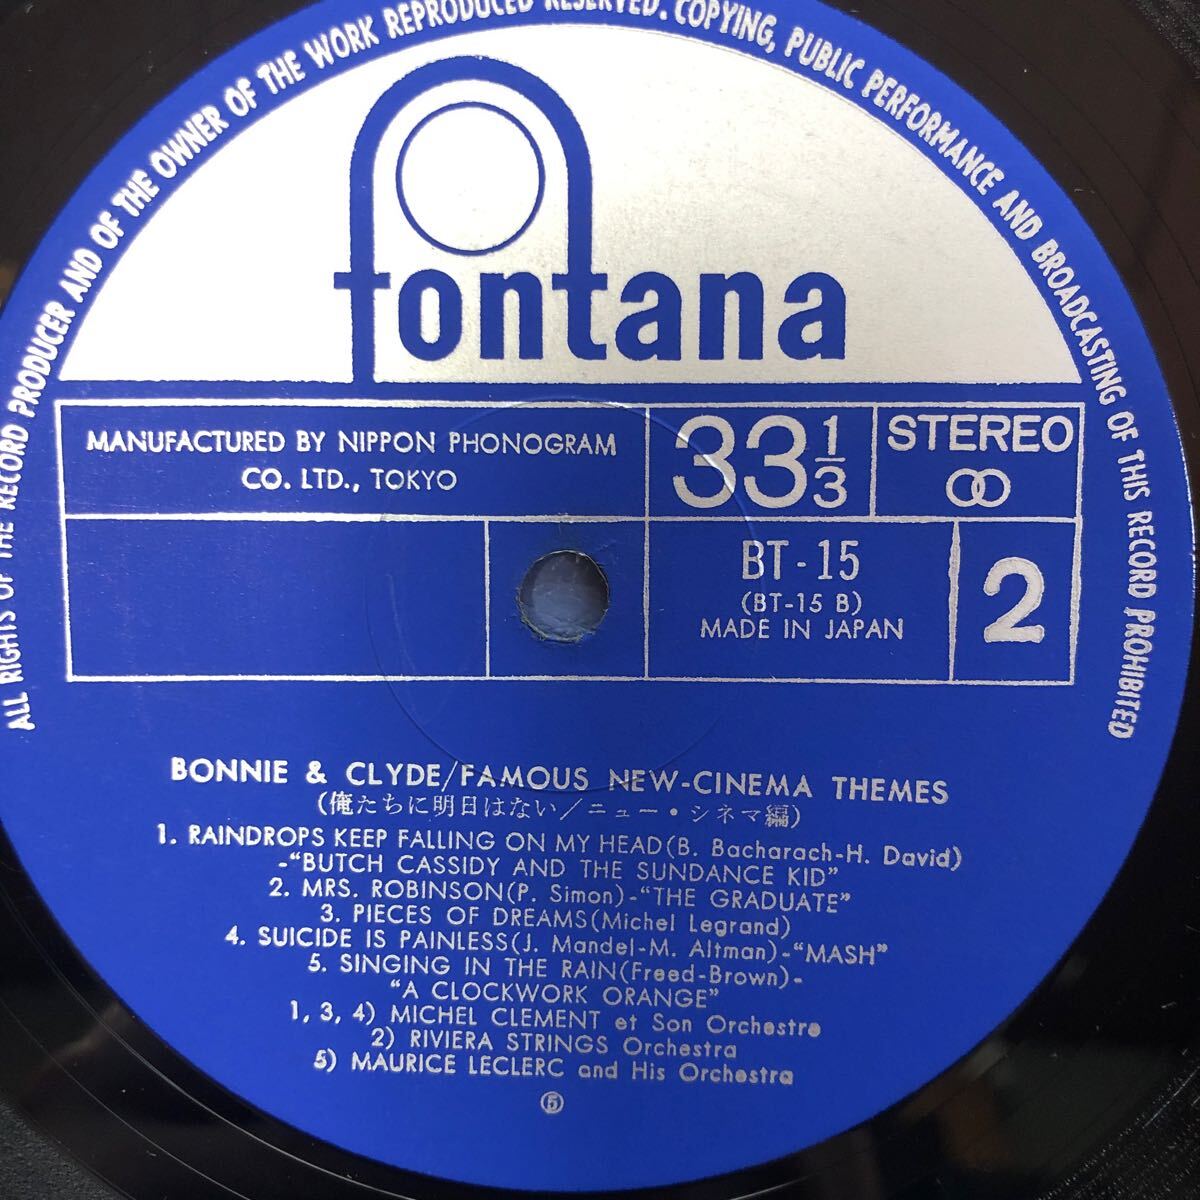 ALL RIGHTS OF THE RECORD PRODUCER AND OF THE OWNER OF THE WORK REPRODUCED RESERVED. COPYING, PUBLIC PERFORMANCE AND BROADCASTING OF THIS RECORD PROHIBITED
fontana
MANUFACTURED BY NIPPON PHONOGRAM
CO. LTD., TOKYO
33 1/3
STEREO
BT-15
(BT-15 B)
MADE IN JAPAN
2
BONNIE & CLYDE/FAMOUS NEW-CINEMA THEMES
(俺たちに明日はない/ニュー・シネマ編)
1. RAINDROPS KEEP FALLING ON MY HEAD(B. Bacharach-H. David)
-"BUTCH CASSIDY AND THE SUNDANCE KID"
2. MRS. ROBINSON(P. Simon)-"THE GRADUATE"
3. PIECES OF DREAMS(Michel Legrand)
4. SUICIDE IS PAINLESS(J. Mandel-M. Altman)-"MASH"
5. SINGING IN THE RAIN(Freed-Brown)-
"A CLOCKWORK ORANGE"
1, 3, 4) MICHEL CLEMENT et Son Orchestre
2) RIVIERA STRINGS Orchestra
5) MAURICE LECLERC and His Orchestra
⑤